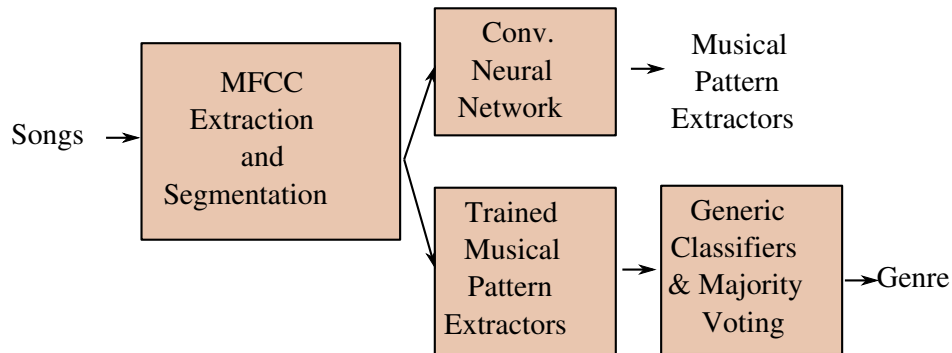 Songs
MFCC
Extraction
and
Segmentation
Conv.
Neural
Network
Musical
Pattern
Extractors
Trained
Musical
Pattern
Extractors
Generic
Classifiers
& Majority
Voting
Genre